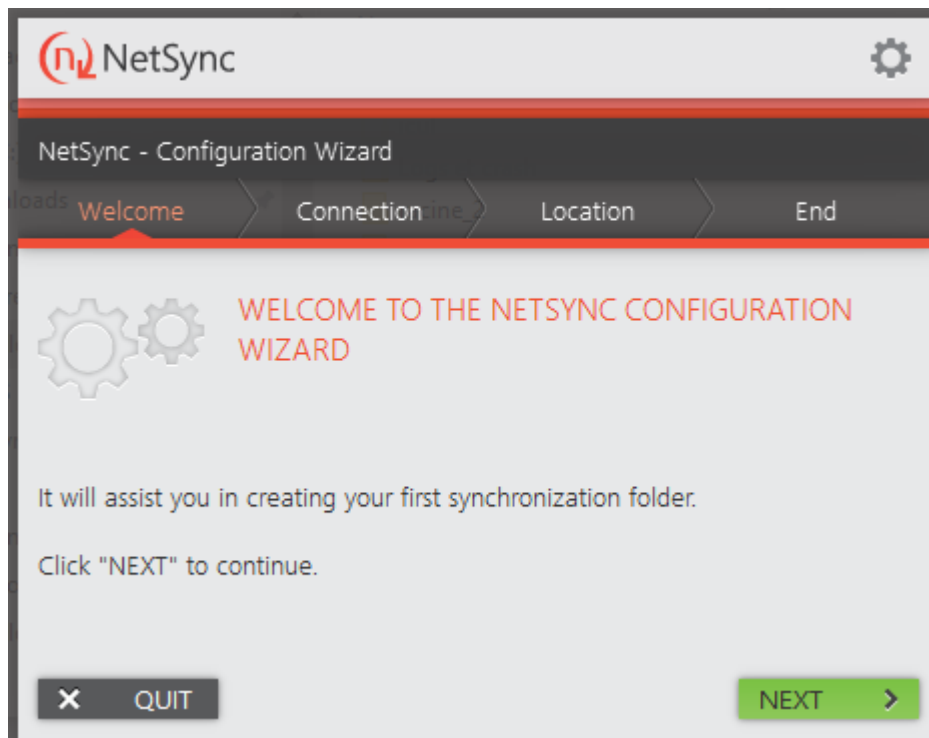 NetSync
NetSync - Configuration Wizard
Welcome
Connection
Location
End
WELCOME TO THE NETSYNC CONFIGURATION
WIZARD
It will assist you in creating your first synchronization folder.
Click "NEXT" to continue.
QUIT
NEXT